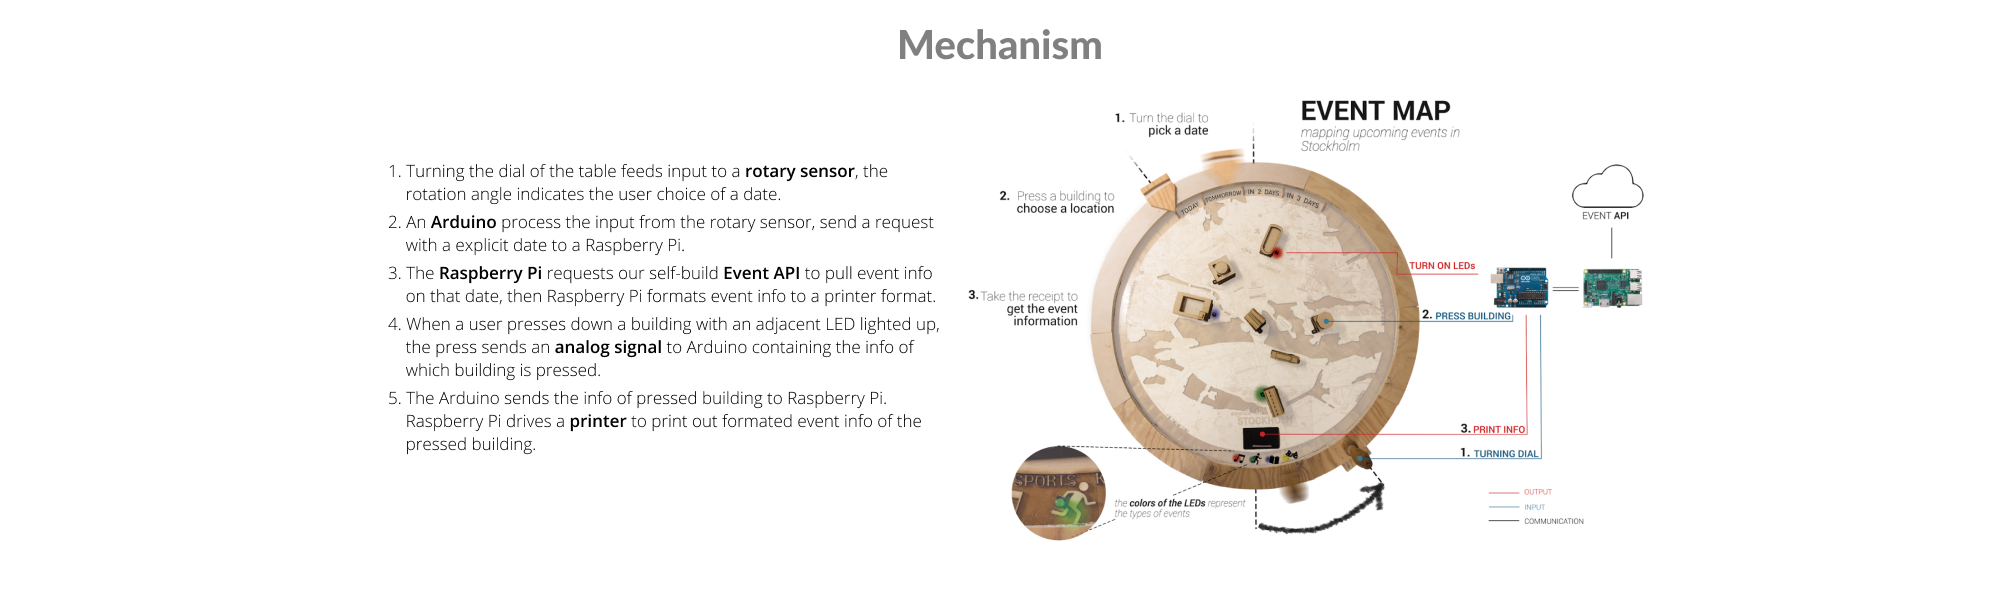 Mechanism
1. Turning the dial of the table feeds input to a rotary sensor, the
rotation angle indicates the user choice of a date.
2. An Arduino process the input from the rotary sensor, send a request
with a explicit date to a Raspberry Pi.
3. The Raspberry Pi requests our self-build Event API to pull event info
on that date, then Raspberry Pi formats event info to a printer format.
4. When a user presses down a building with an adjacent LED lighted up,
the press sends an analog signal to Arduino containing the info of
which building is pressed.
5. The Arduino sends the info of pressed building to Raspberry Pi.
Raspberry Pi drives a printer to print out formated event info of the
pressed building.
EVENT MAP
mapping upcoming events in
Stockholm
1. Turn the dial to
pick a date
2. Press a building to
choose a location
3. Take the receipt to
get the event
information
TODAY TOMMORROW IN 2 DAYS IN 3 DAYS
EVENT API
TURN ON LEDs
2. PRESS BUILDING
3. PRINT INFO
1. TURNING DIAL
SPORTS
the colors of the LEDs represent
the types of events
OUTPUT
INPUT
COMMUNICATION